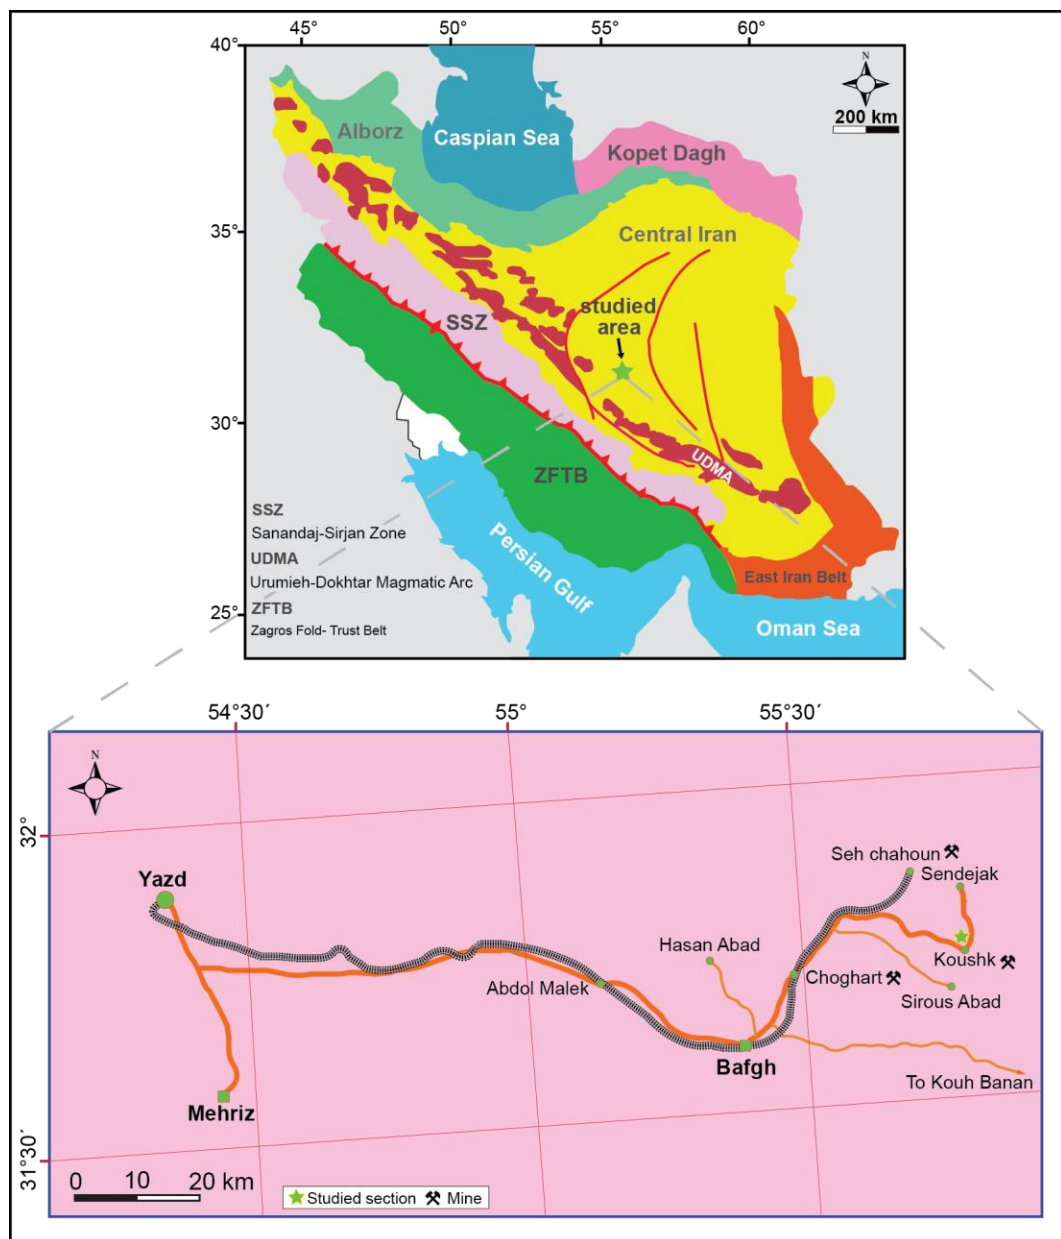 45°
50°
55°
60°
40°
35°
30°
25°
N
200 km
Alborz
Caspian Sea
Kopet Dagh
Central Iran
studied
area
SSZ
UDMA
ZFTB
Persian Gulf
East Iran Belt
Oman Sea
SSZ
Sanandaj-Sirjan Zone
UDMA
Urumieh-Dokhtar Magmatic Arc
ZFTB
Zagros Fold- Trust Belt
54°30´
55°
55°30´
32°
31°30´
N
Seh chahoun
Sendejak
Yazd
Hasan Abad
Koushk
Choghart
Abdol Malek
Sirous Abad
Bafgh
To Kouh Banan
Mehriz
0 10 20 km
Studied section Mine